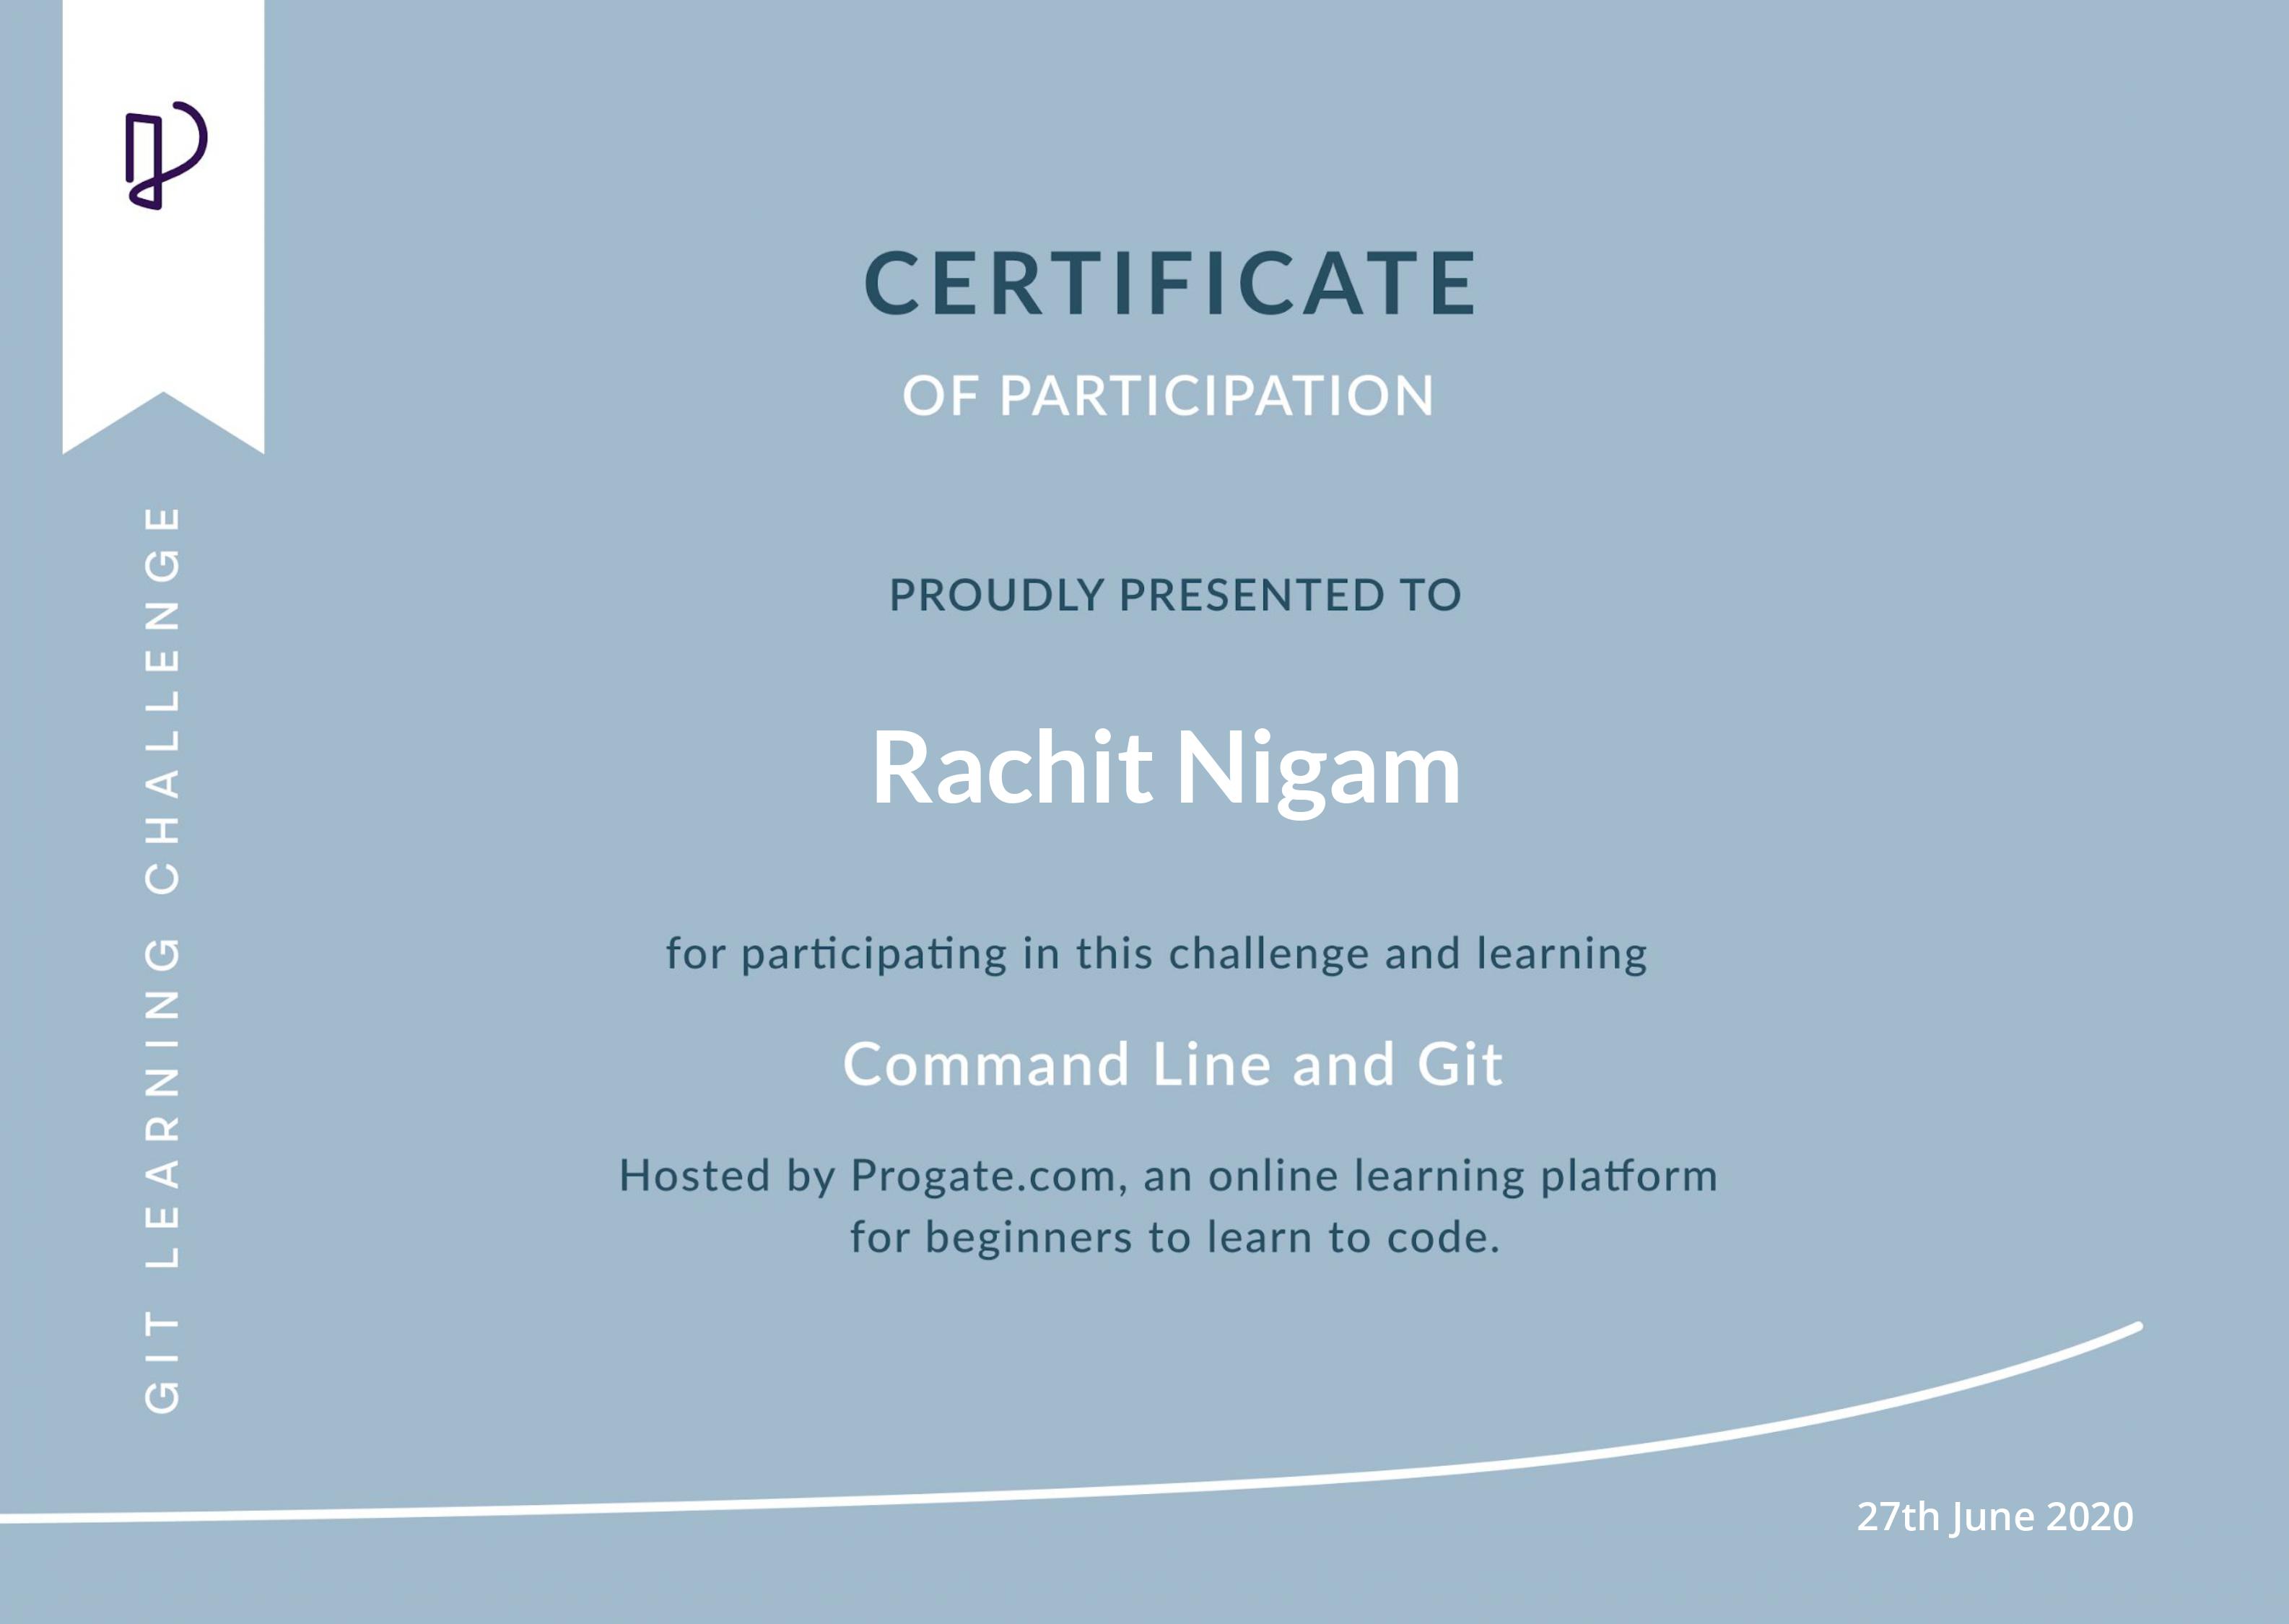 CERTIFICATE
OF PARTICIPATION
PROUDLY PRESENTED TO
Rachit Nigam
for participating in this challenge and learning
Command Line and Git
Hosted by Progate.com, an online learning platform
for beginners to learn to code.
GIT LEARNING CHALLENGE
27th June 2020